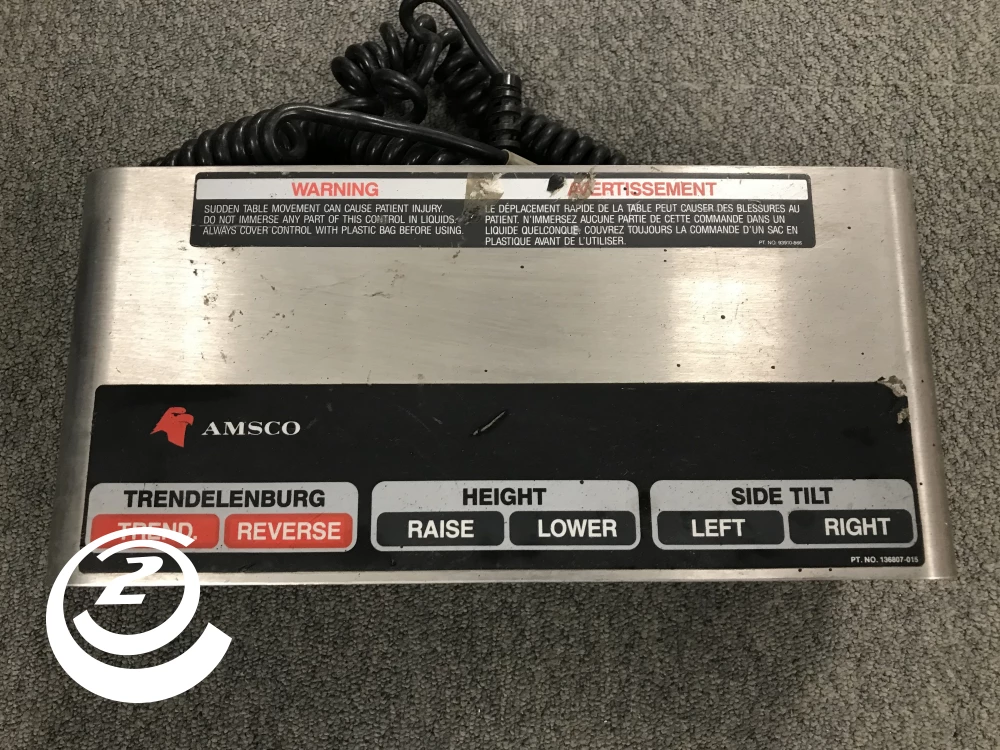 WARNING
SUDDEN TABLE MOVEMENT CAN CAUSE PATIENT INJURY.
DO NOT IMMERSE ANY PART OF THIS CONTROL IN LIQUIDS.
ALWAYS COVER CONTROL WITH PLASTIC BAG BEFORE USING.
AVERTISSEMENT
LE DÉPLACEMENT RAPIDE DE LA TABLE PEUT CAUSER DES BLESSURES AU
PATIENT. N'IMMERSEZ AUCUNE PARTIE DE CETTE COMMANDE DANS UN
LIQUIDE QUELCONQUE. COUVREZ TOUJOURS LA COMMANDE D'UN SAC EN
PLASTIQUE AVANT DE L'UTILISER.
PT. NO.
AMSCO
TRENDELENBURG
TREND. REVERSE
HEIGHT
RAISE LOWER
SIDE TILT
LEFT RIGHT
PT. NO. 136807-015
2